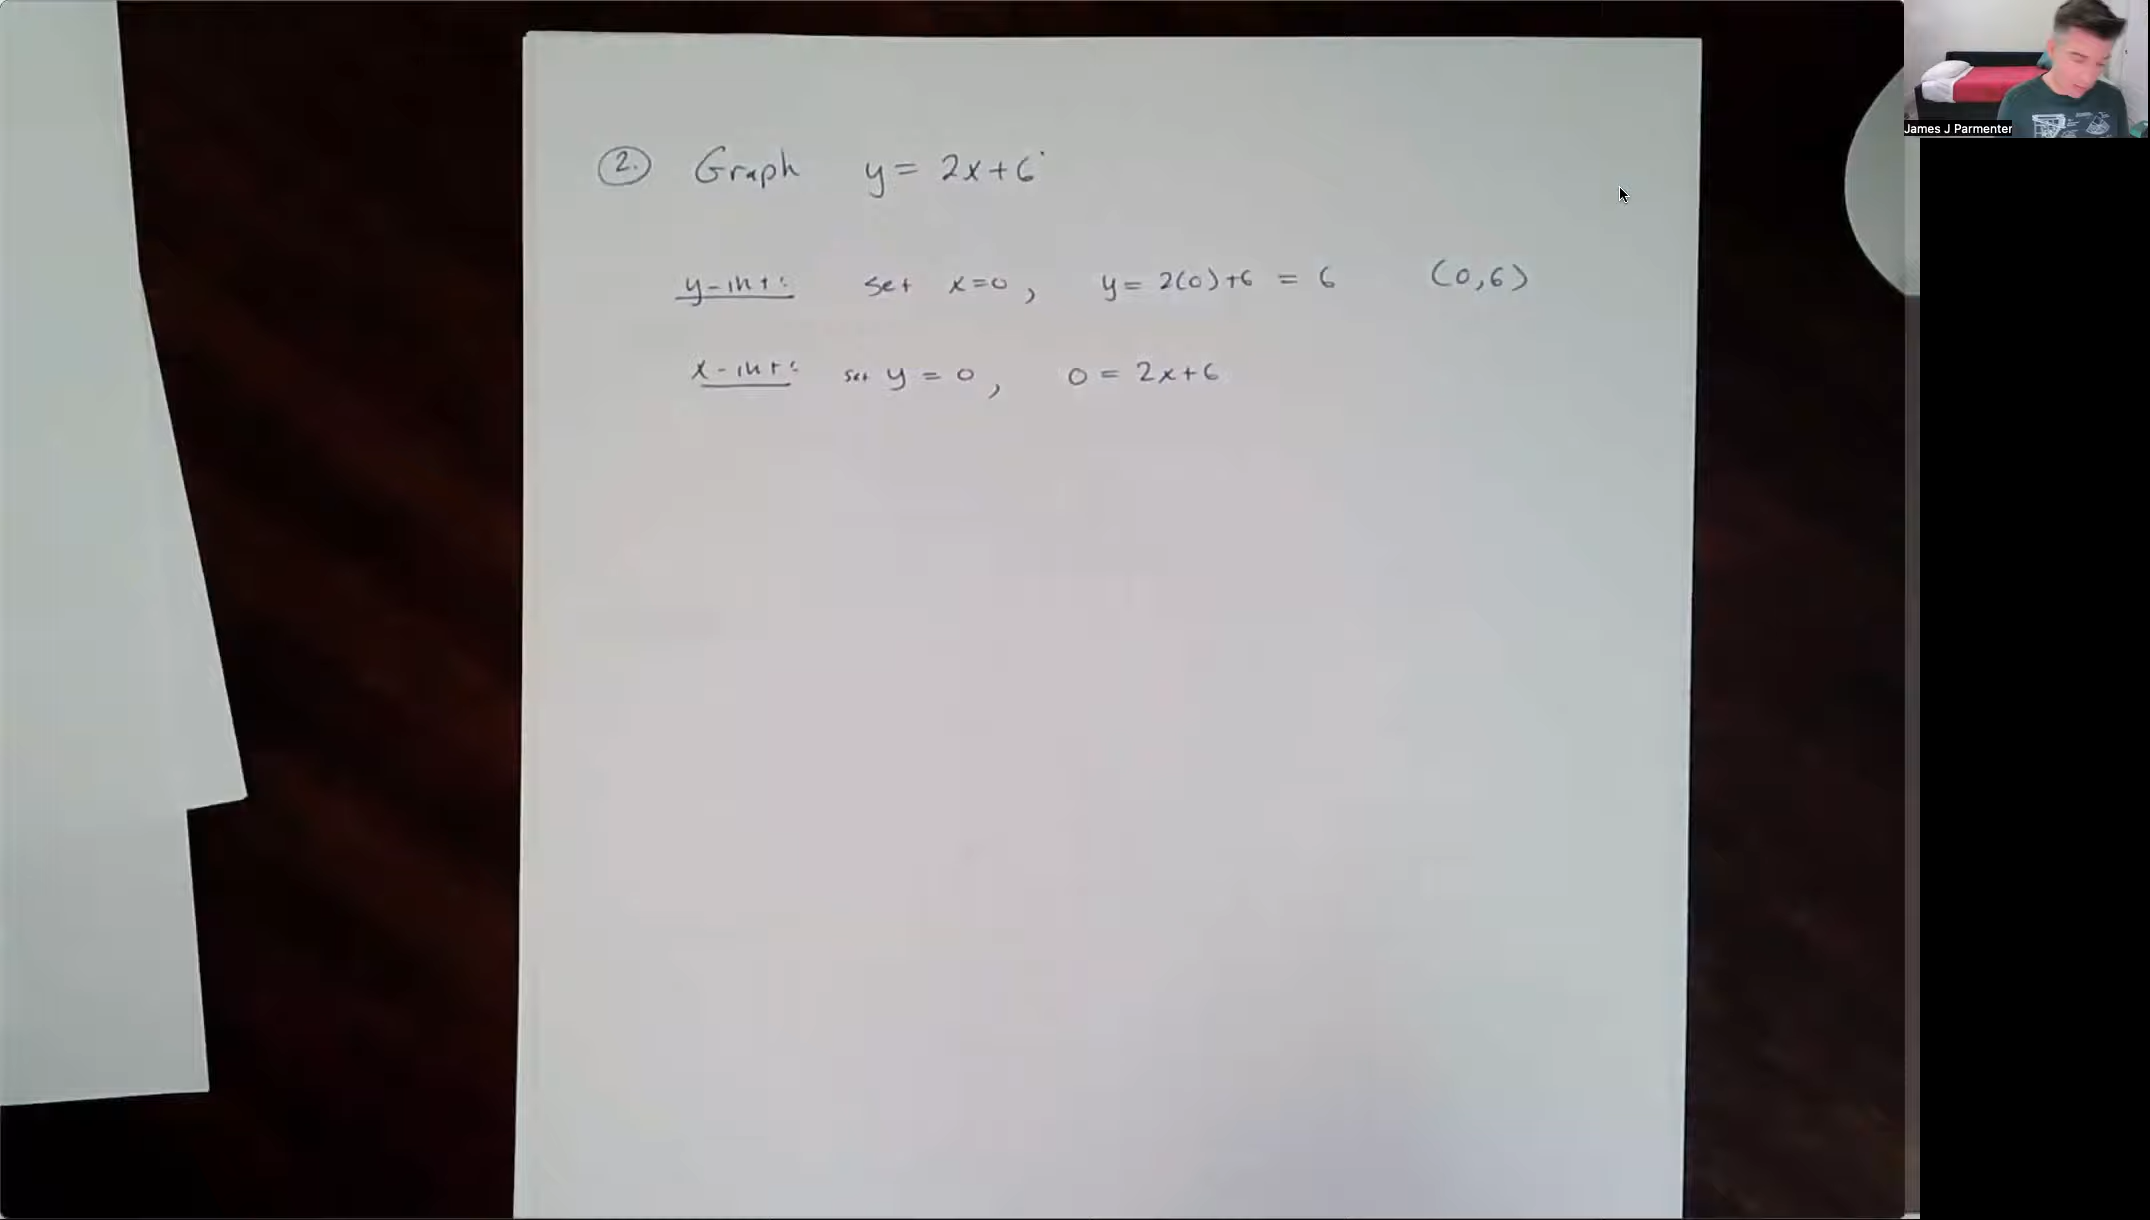 James J Parmenter
2. Graph y = 2x+6
y-int: set x=0, y= 2(0)+6 = 6 (0,6)
x-int: set y = 0, 0 = 2x+6